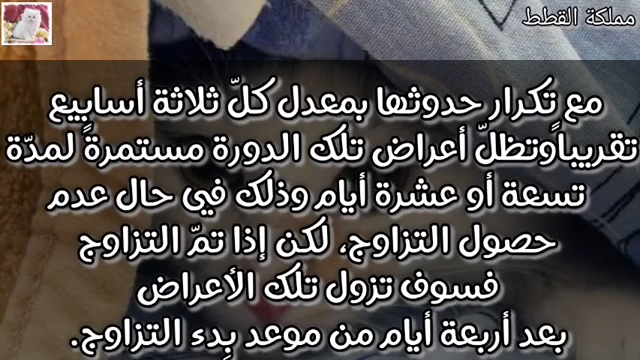 مملكة القطط
مع تكرار حدوثها بمعدل كلّ ثلاثة أسابيع
تقريباًوتظلّ أعراض تلك الدورة مستمرةً لمدّة
تسعة أو عشرة أيام وذلك في حال عدم
حصول التزاوج، لكن إذا تمّ التزاوج
فسوف تزول تلك الأعراض
بعد أربعة أيام من موعد بدء التزاوج.